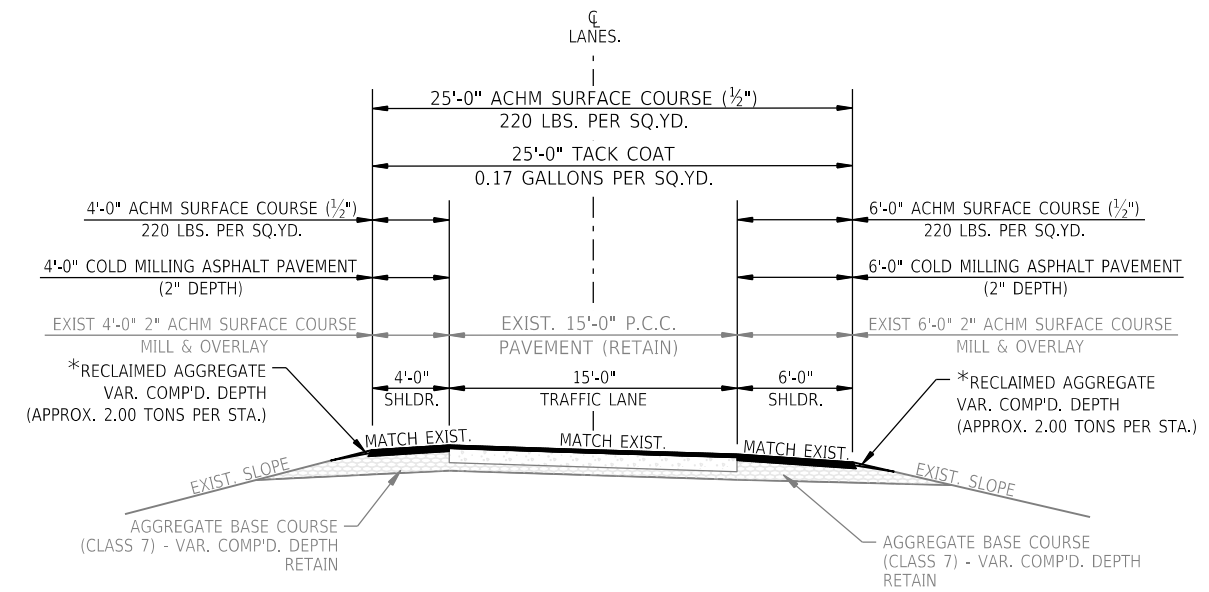 ℄
LANES.
25'-0" ACHM SURFACE COURSE (½")
220 LBS. PER SQ.YD.
25'-0" TACK COAT
0.17 GALLONS PER SQ.YD.
4'-0" ACHM SURFACE COURSE (½")
220 LBS. PER SQ.YD.
6'-0" ACHM SURFACE COURSE (½")
220 LBS. PER SQ.YD.
4'-0" COLD MILLING ASPHALT PAVEMENT
(2" DEPTH)
6'-0" COLD MILLING ASPHALT PAVEMENT
(2" DEPTH)
EXIST 4'-0" 2" ACHM SURFACE COURSE
MILL & OVERLAY
EXIST. 15'-0" P.C.C.
PAVEMENT (RETAIN)
EXIST 6'-0" 2" ACHM SURFACE COURSE
MILL & OVERLAY
*RECLAIMED AGGREGATE
VAR. COMP'D. DEPTH
(APPROX. 2.00 TONS PER STA.)
4'-0"
SHLDR.
15'-0"
TRAFFIC LANE
6'-0"
SHLDR.
*RECLAIMED AGGREGATE
VAR. COMP'D. DEPTH
(APPROX. 2.00 TONS PER STA.)
MATCH EXIST.
MATCH EXIST.
MATCH EXIST.
EXIST. SLOPE
EXIST. SLOPE
AGGREGATE BASE COURSE
(CLASS 7) - VAR. COMP'D. DEPTH
RETAIN
AGGREGATE BASE COURSE
(CLASS 7) - VAR. COMP'D. DEPTH
RETAIN